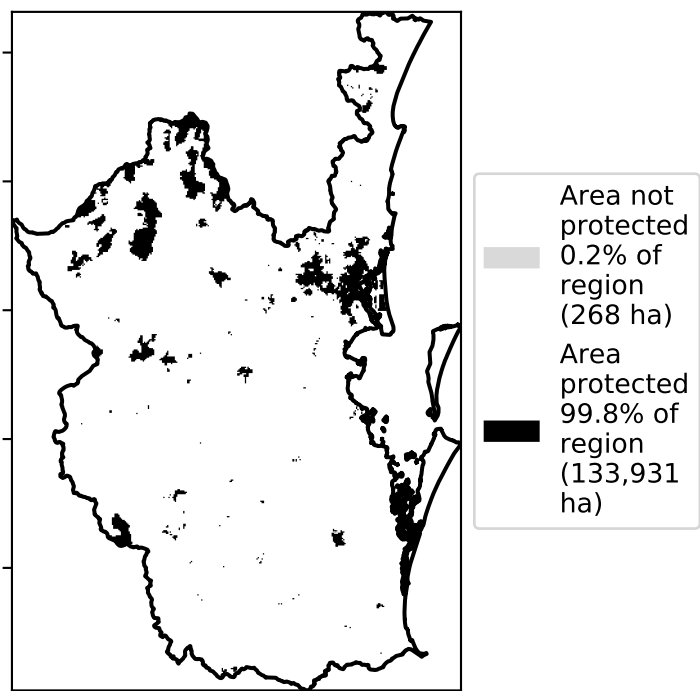 Area not
protected
0.2% of
region
(268 ha)
Area
protected
99.8% of
region
(133,931
ha)